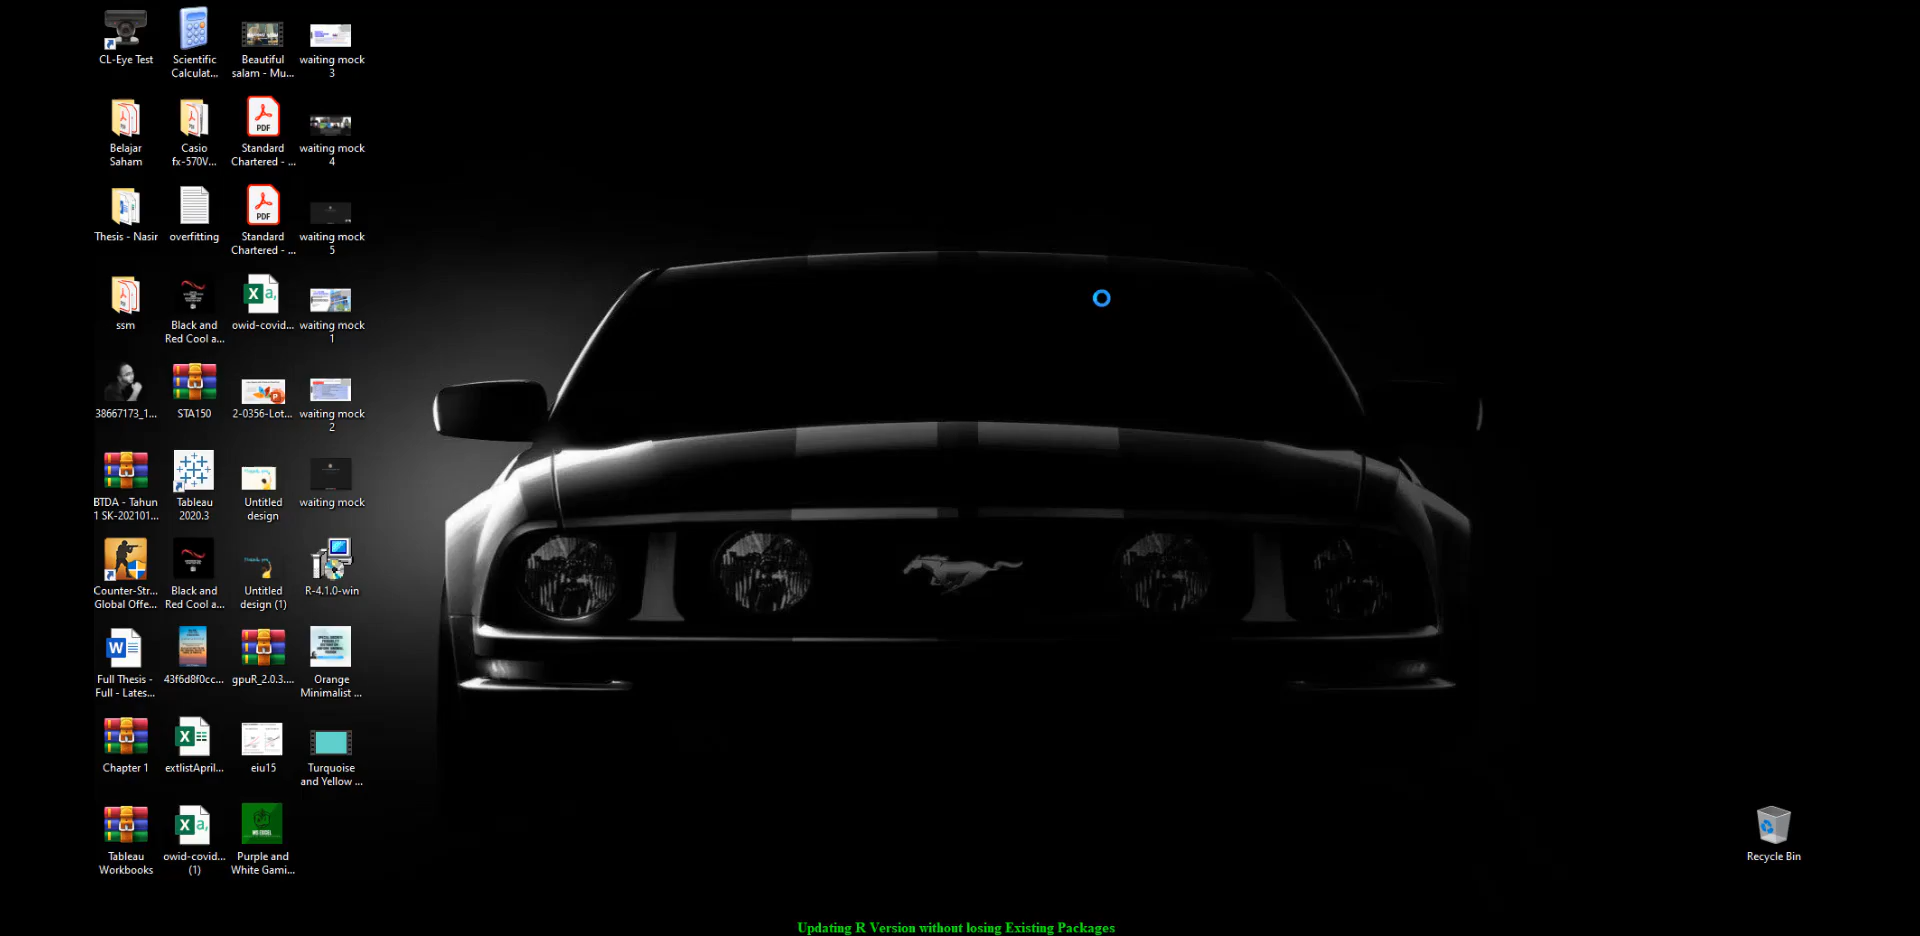 CL-Eye Test
Scientific
Calculat...
Beautiful
salam - Mu...
waiting mock
3
Belajar
Saham
Casio
fx-570V...
PDF
Standard
Chartered - ...
waiting mock
4
Thesis - Nasir
overfitting
PDF
Standard
Chartered - ...
waiting mock
5
ssm
Black and
Red Cool a...
owid-covid...
waiting mock
1
38667173_1...
STA150
2-0356-Lot...
waiting mock
2
BTDA - Tahun
1 SK-202101...
Tableau
2020.3
Untitled
design
waiting mock
Counter-Str...
Global Offe...
Black and
Red Cool a...
Untitled
design (1)
R-4.1.0-win
Full Thesis -
Full - Lates...
43f6d8f0cc...
gpuR_2.0.3....
Orange
Minimalist ...
Chapter 1
extlistApril...
eiu15
Turquoise
and Yellow ...
Tableau
Workbooks
owid-covid...
(1)
MS EXCEL
Purple and
White Gami...
Recycle Bin
Updating R Version without losing Existing Packages